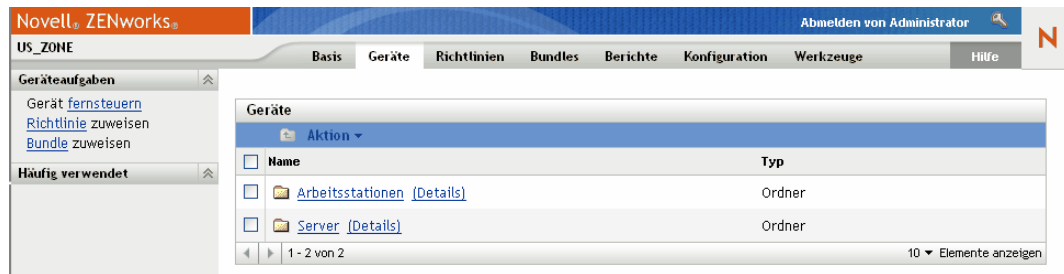 Novell® ZENworks®
Abmelden von Administrator
US_ZONE
N
Basis Geräte Richtlinien Bundles Berichte Konfiguration Werkzeuge Hilfe
Geräteaufgaben
Gerät fernsteuern
Richtlinie zuweisen
Bundle zuweisen
Häufig verwendet
Geräte
Aktion
Name Typ
Arbeitsstationen (Details) Ordner
Server (Details) Ordner
1 - 2 von 2 10 Elemente anzeigen